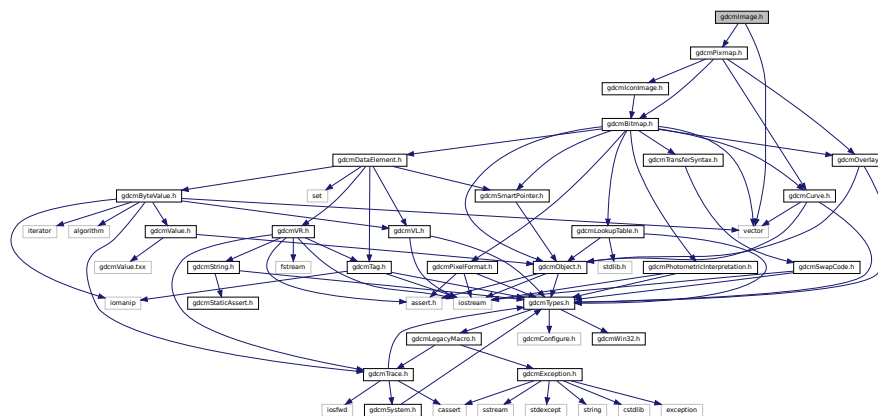 gdcmImage.h
gdcmPixmap.h
gdcmIconImage.h
gdcmBitmap.h
gdcmDataElement.h
gdcmTransferSyntax.h
gdcmOverlay
gdcmByteValue.h
set
gdcmSmartPointer.h
gdcmCurve.h
iterator
algorithm
gdcmValue.h
gdcmVR.h
gdcmVL.h
gdcmLookupTable.h
vector
gdcmValue.txx
gdcmString.h
fstream
gdcmTag.h
gdcmPixelFormat.h
gdcmObject.h
stdlib.h
gdcmPhotometricInterpretation.h
gdcmSwapCode.h
iomanip
gdcmStaticAssert.h
assert.h
iostream
gdcmTypes.h
gdcmLegacyMacro.h
gdcmConfigure.h
gdcmWin32.h
gdcmTrace.h
gdcmException.h
iosfwd
gdcmSystem.h
cassert
sstream
stdexcept
string
cstdlib
exception